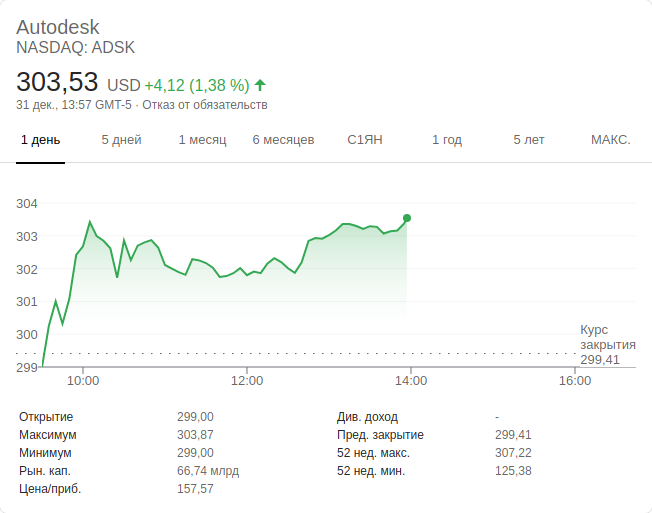 Autodesk
NASDAQ: ADSK
303,53 USD +4,12 (1,38 %)
31 дек., 13:57 GMT-5 · Отказ от обязательств
1 день 5 дней 1 месяц 6 месяцев С1ЯН 1 год 5 лет МАКС.
304
303
302
301
300
Курс
закрытия
299,41
299
10:00 12:00 14:00 16:00
Открытие 299,00 Див. доход -
Максимум 303,87 Пред. закрытие 299,41
Минимум 299,00 52 нед. макс. 307,22
Рын. кап. 66,74 млрд 52 нед. мин. 125,38
Цена/приб. 157,57